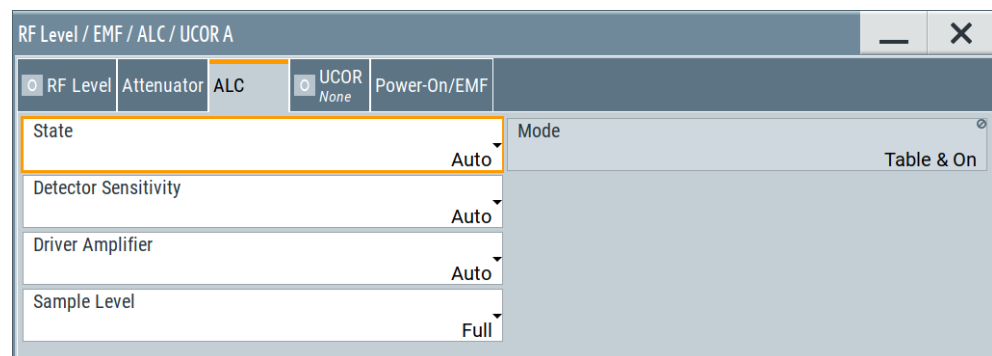 RF Level / EMF / ALC / UCOR A
RF Level Attenuator ALC UCOR None Power-On/EMF
State
Auto
Mode
Table & On
Detector Sensitivity
Auto
Driver Amplifier
Auto
Sample Level
Full